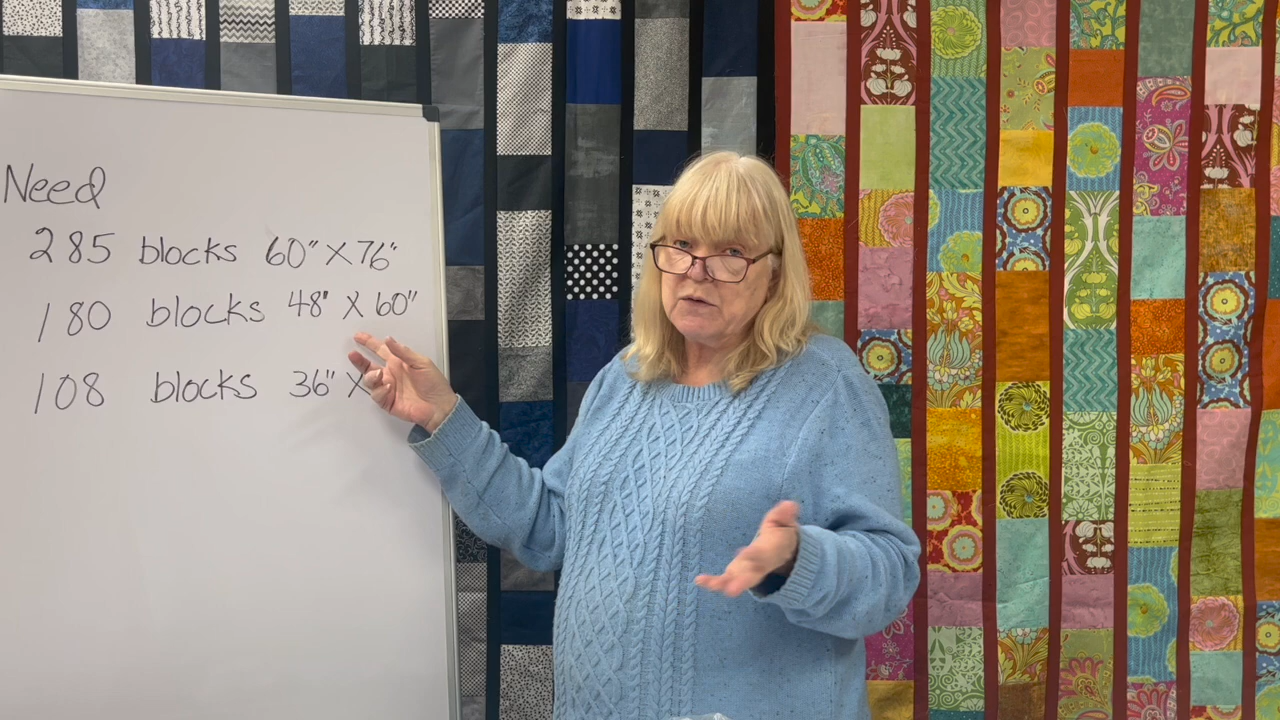 Need
285 blocks 60" X 76"
180 blocks 48" X 60"
108 blocks 36" X